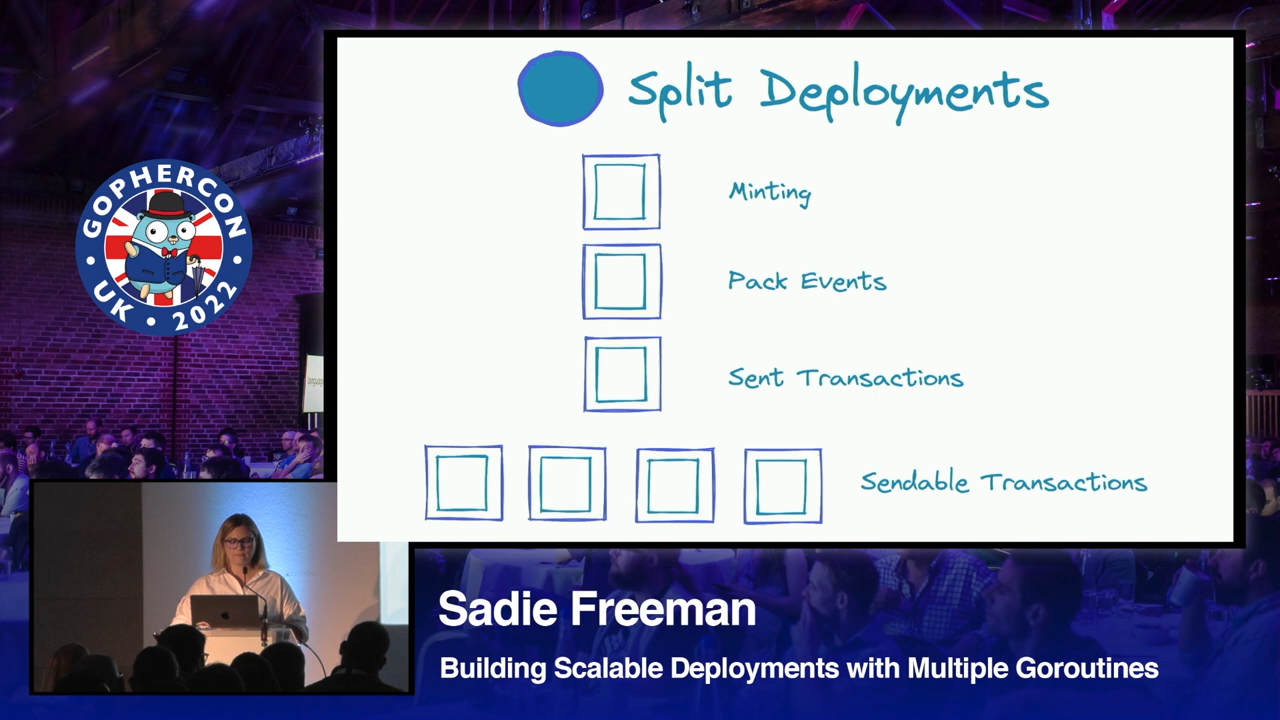 GOPHERCON
UK • 2022
Split Deployments
Minting
Pack Events
Sent Transactions
Sendable Transactions
Sadie Freeman
Building Scalable Deployments with Multiple Goroutines